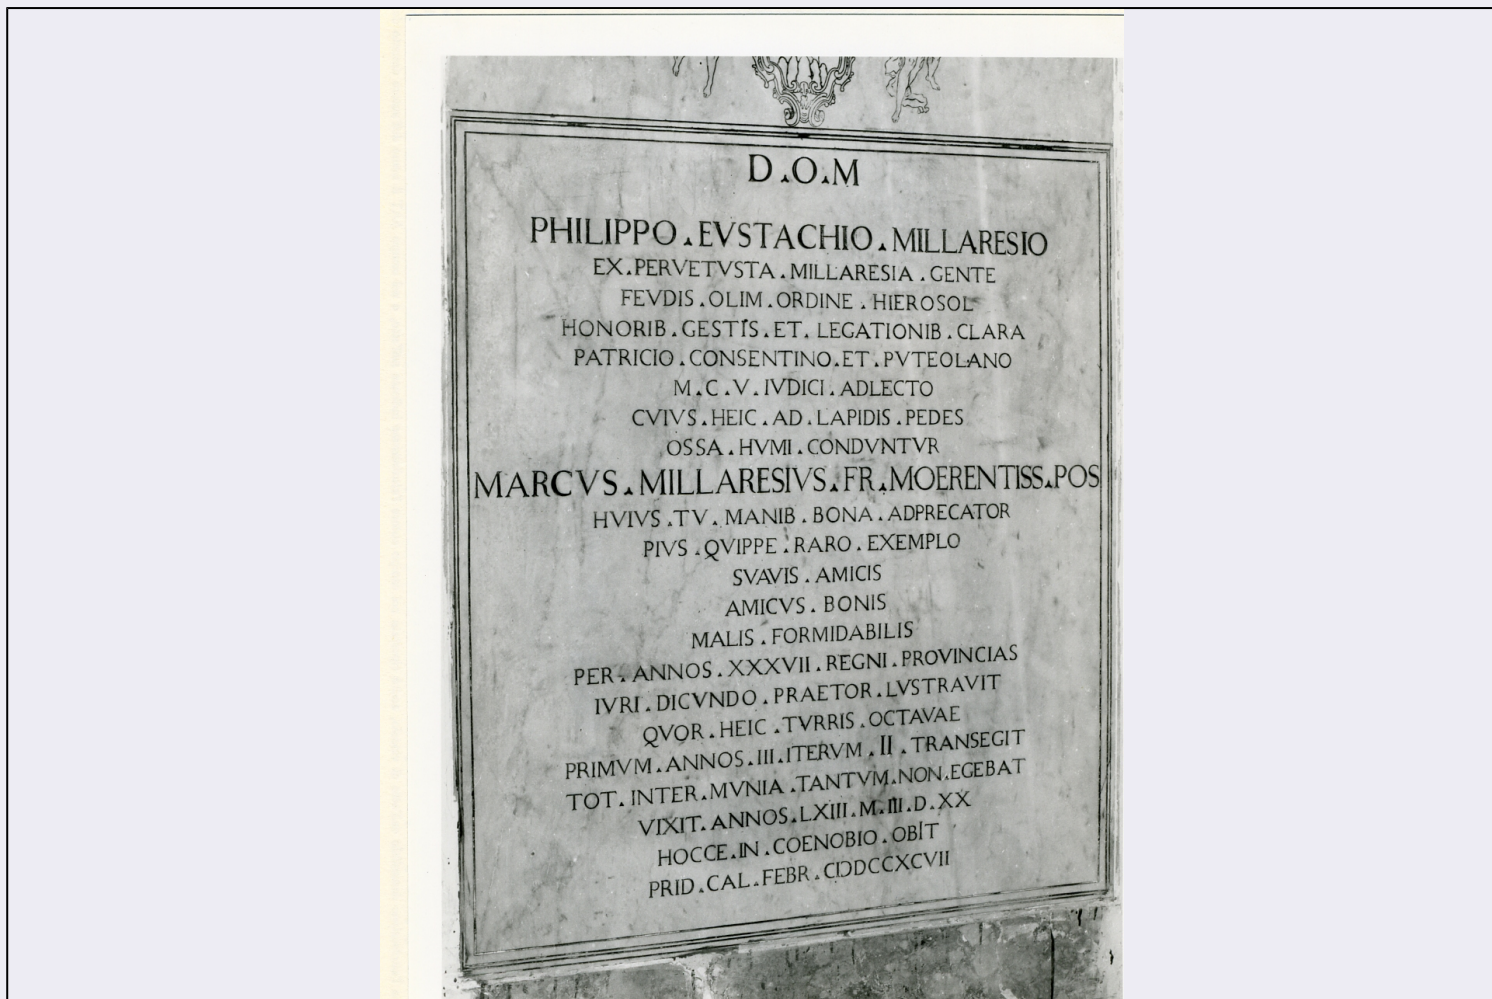 D.O.M
PHILIPPO.EVSTACHIO.MILLARESIO
EX.PERVETVSTA.MILLARESIA.GENTE
FEVDIS.OLIM.ORDINE.HIEROSOL
HONORIB.GESTIS.ET.LEGATIONIB.CLARA
PATRICIO.CONSENTINO.ET.PVTEOLANO
M.C.V.IVDICI.ADLECTO
CVIVS.HEIC.AD.LAPIDIS.PEDES
OSSA.HVMI.CONDVNTVR
MARCVS.MILLARESIVS.FR.MOERENTISS.POS
HVIVS.TV.MANIB.BONA.ADPRECATOR
PIVS.QVIPPE.RARO.EXEMPLO
SVAVIS.AMICIS
AMICVS.BONIS
MALIS.FORMIDABILIS
PER.ANNOS.XXXVII.REGNI.PROVINCIAS
IVRI.DICVNDO.PRAETOR.LVSTRAVIT
QVOR.HEIC.TVRRIS.OCTAVAE
PRIMVM.ANNOS.III.ITERVM.II.TRANSEGIT
TOT.INTER.MVNIA.TANTVM.NON.EGEBAT
VIXIT.ANNOS.LXIII.M.III.D.XX
HOCCE.IN.COENOBIO.OBIT
PRID.CAL.FEBR.CIƆDCCXCVII